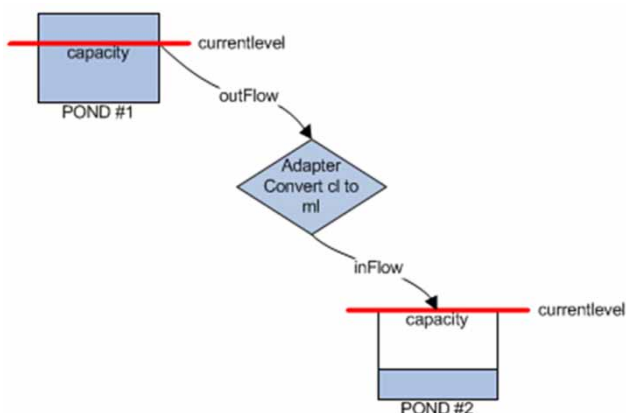 currentlevel
capacity
POND #1
outFlow
Adapter
Convert cl to
ml
inFlow
currentlevel
capacity
POND #2